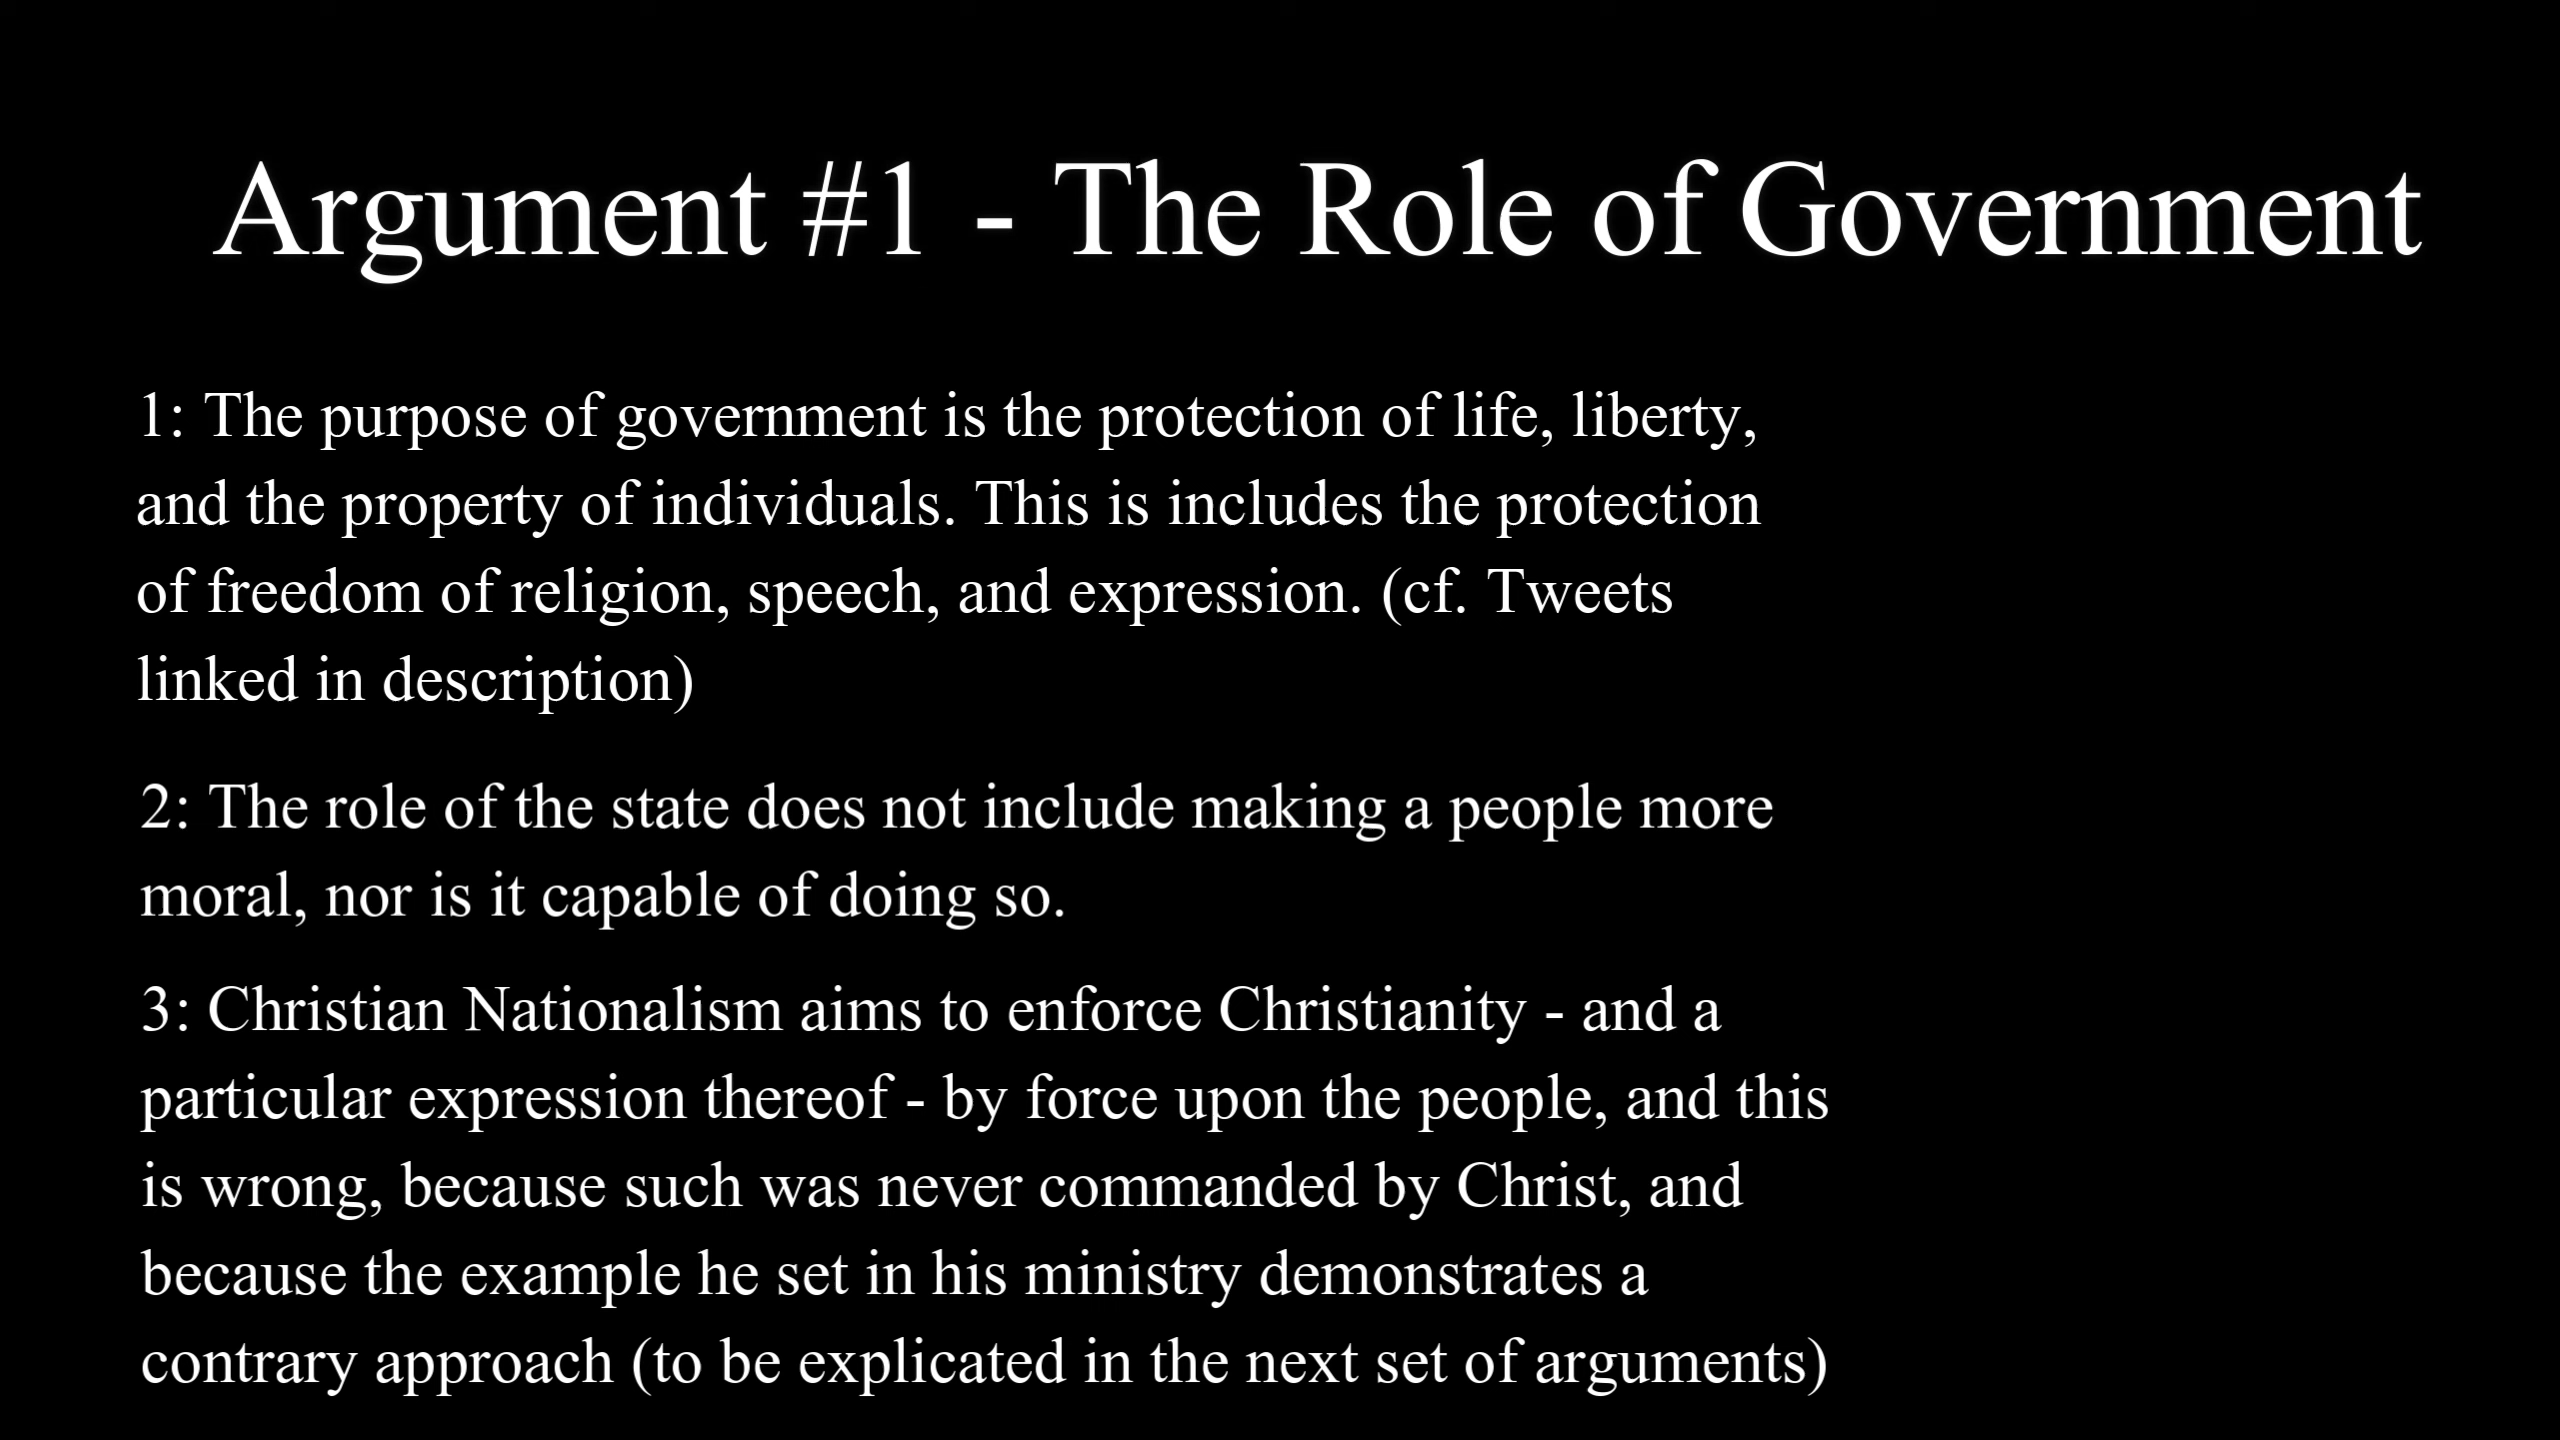 Argument #1 - The Role of Government
1: The purpose of government is the protection of life, liberty,
and the property of individuals. This is includes the protection
of freedom of religion, speech, and expression. (cf. Tweets
linked in description)
2: The role of the state does not include making a people more
moral, nor is it capable of doing so.
3: Christian Nationalism aims to enforce Christianity - and a
particular expression thereof - by force upon the people, and this
is wrong, because such was never commanded by Christ, and
because the example he set in his ministry demonstrates a
contrary approach (to be explicated in the next set of arguments)